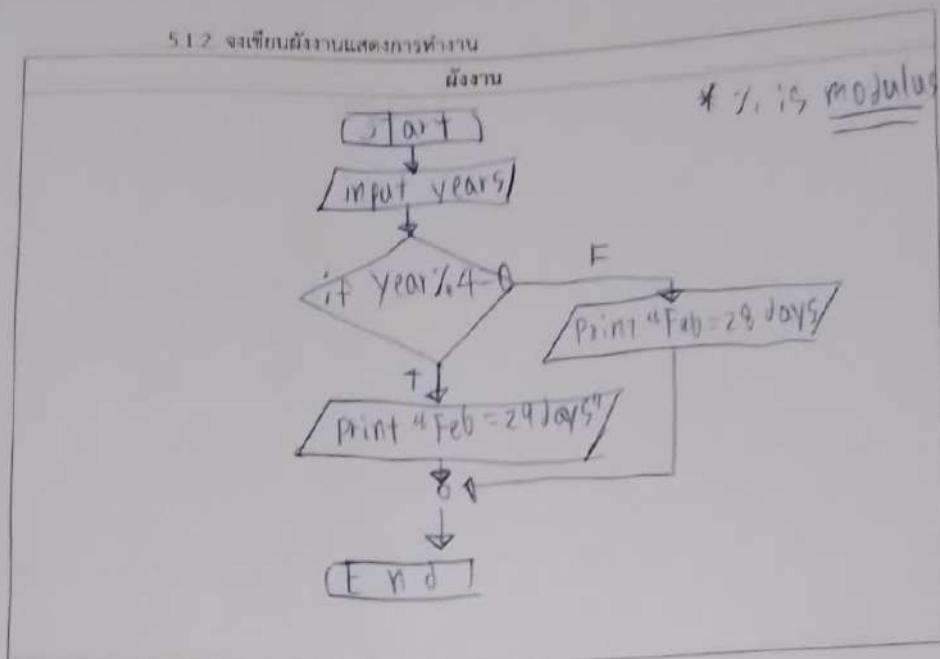 5.1.2 จงเขียนผังงานแสดงการทำงาน
ผังงาน
* % is modulus
Start
input years
if year%4=0
F
Print "Feb = 28 days
T
print "Feb = 29 days"
End